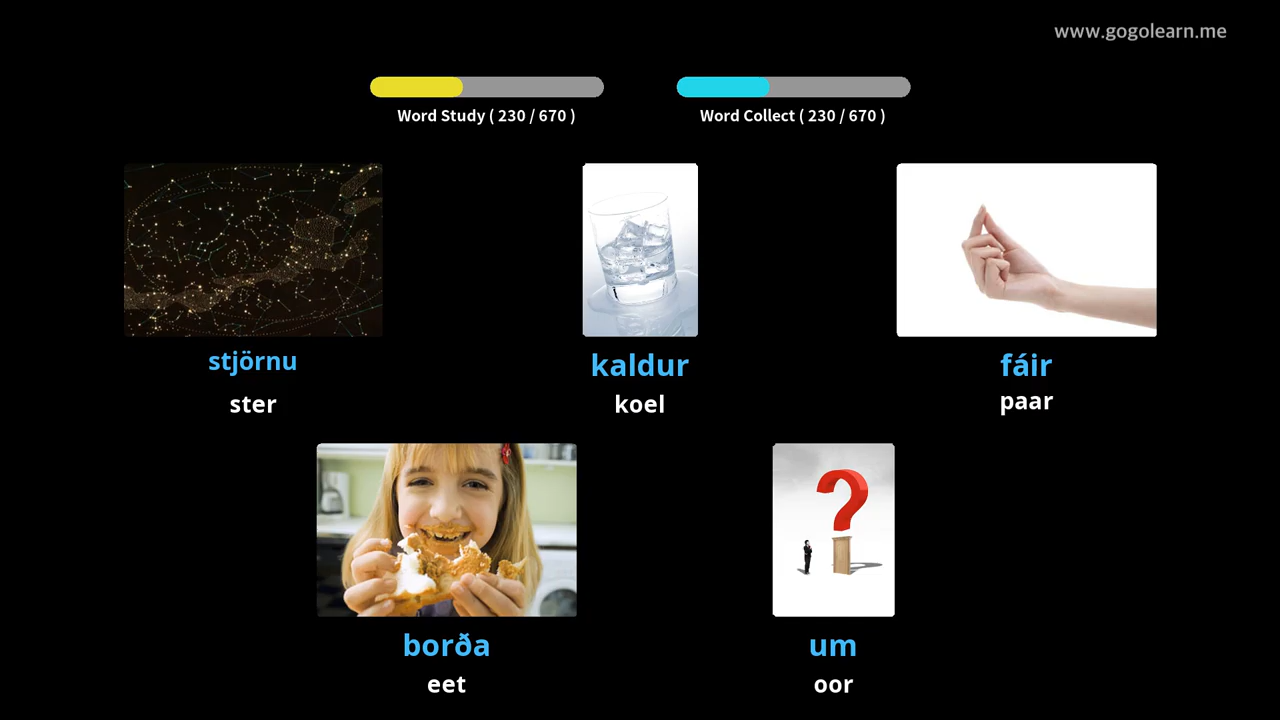 www.gogolearn.me
Word Study ( 230 / 670 )
Word Collect ( 230 / 670 )
stjörnu
ster
kaldur
koel
fáir
paar
borða
eet
um
oor